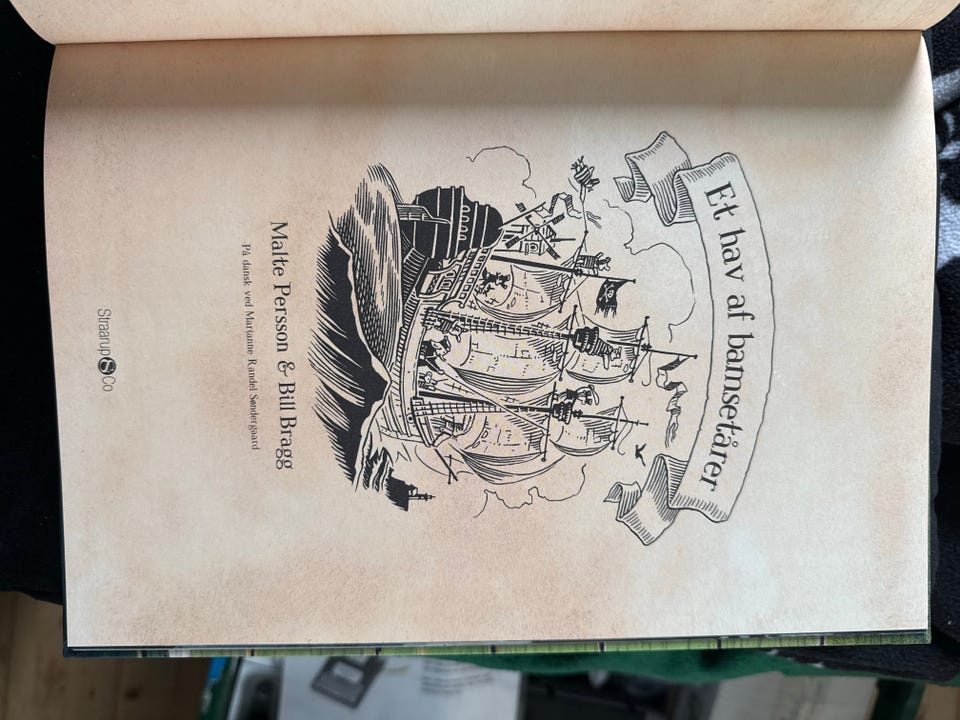 Et hav af bamsetårer
Malte Persson & Bill Bragg
På dansk ved Marianne Randel Søndergaard
Straarup & Co